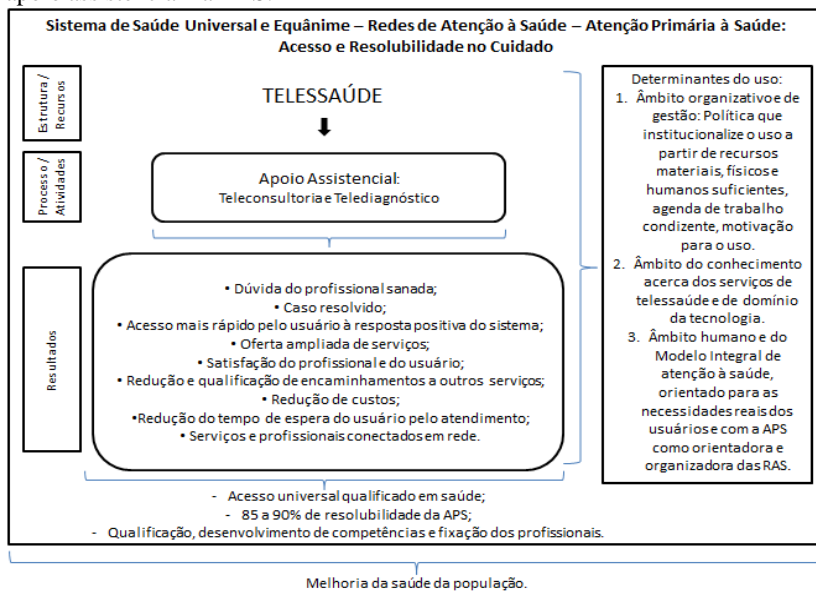 Sistema de Saúde Universal e Equânime – Redes de Atenção à Saúde – Atenção Primária à Saúde:
Acesso e Resolubilidade no Cuidado
Estrutura /
Recursos
TELESSAÚDE
Processo /
Atividades
Apoio Assistencial:
Teleconsultoria e Telediagnóstico
Resultados
• Dúvida do profissional sanada;
• Caso resolvido;
• Acesso mais rápido pelo usuário à resposta positiva do sistema;
• Oferta ampliada de serviços;
• Satisfação do profissional e do usuário;
• Redução e qualificação de encaminhamentos a outros serviços;
• Redução de custos;
• Redução do tempo de espera do usuário pelo atendimento;
• Serviços e profissionais conectados em rede.
Determinantes do uso:
1. Âmbito organizativo e de
gestão: Política que
institucionalize o uso a
partir de recursos
materiais, físicos e
humanos suficientes,
agenda de trabalho
condizente, motivação
para o uso.
2. Âmbito do conhecimento
acerca dos serviços de
telessaúde e de domínio
da tecnologia.
3. Âmbito humano e do
Modelo Integral de
atenção à saúde,
orientado para as
necessidades reais dos
usuários e com a APS
como orientadora e
organizadora das RAS.
- Acesso universal qualificado em saúde;
- 85 a 90% de resolubilidade da APS;
- Qualificação, desenvolvimento de competências e fixação dos profissionais.
Melhoria da saúde da população.